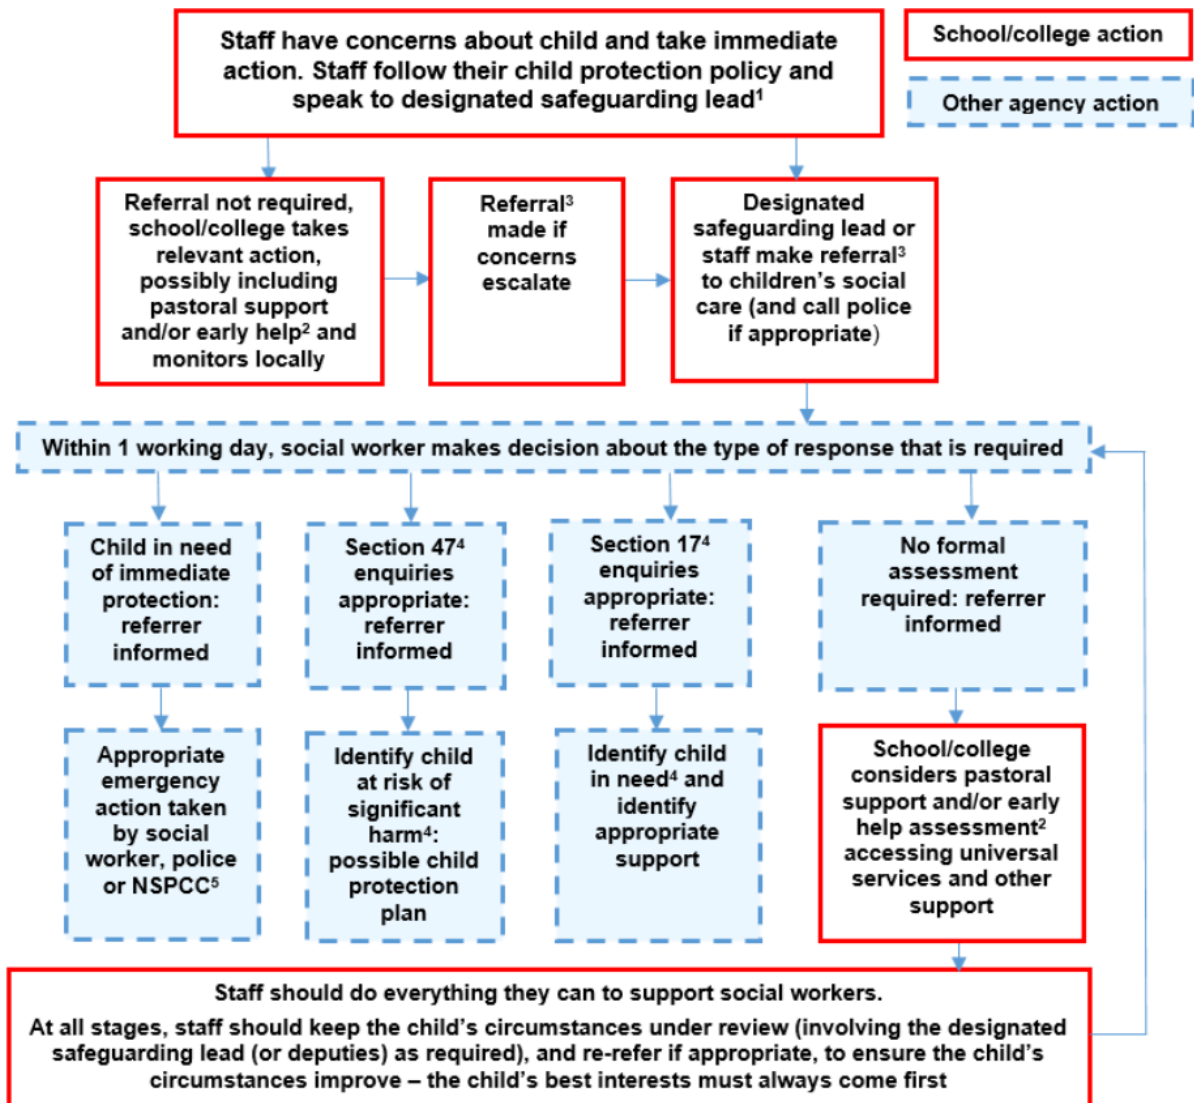 Staff have concerns about child and take immediate
action. Staff follow their child protection policy and
speak to designated safeguarding lead¹
School/college action
Other agency action
Referral not required,
school/college takes
relevant action,
possibly including
pastoral support
and/or early help² and
monitors locally
Referral³
made if
concerns
escalate
Designated
safeguarding lead or
staff make referral³
to children’s social
care (and call police
if appropriate)
Within 1 working day, social worker makes decision about the type of response that is required
Child in need
of immediate
protection:
referrer
informed
Section 47⁴
enquiries
appropriate:
referrer
informed
Section 17⁴
enquiries
appropriate:
referrer
informed
No formal
assessment
required: referrer
informed
Appropriate
emergency
action taken
by social
worker, police
or NSPCC⁵
Identify child
at risk of
significant
harm⁴:
possible child
protection
plan
Identify child
in need⁴ and
identify
appropriate
support
School/college
considers pastoral
support and/or early
help assessment²
accessing universal
services and other
support
Staff should do everything they can to support social workers.
At all stages, staff should keep the child’s circumstances under review (involving the designated
safeguarding lead (or deputies) as required), and re-refer if appropriate, to ensure the child’s
circumstances improve – the child’s best interests must always come first